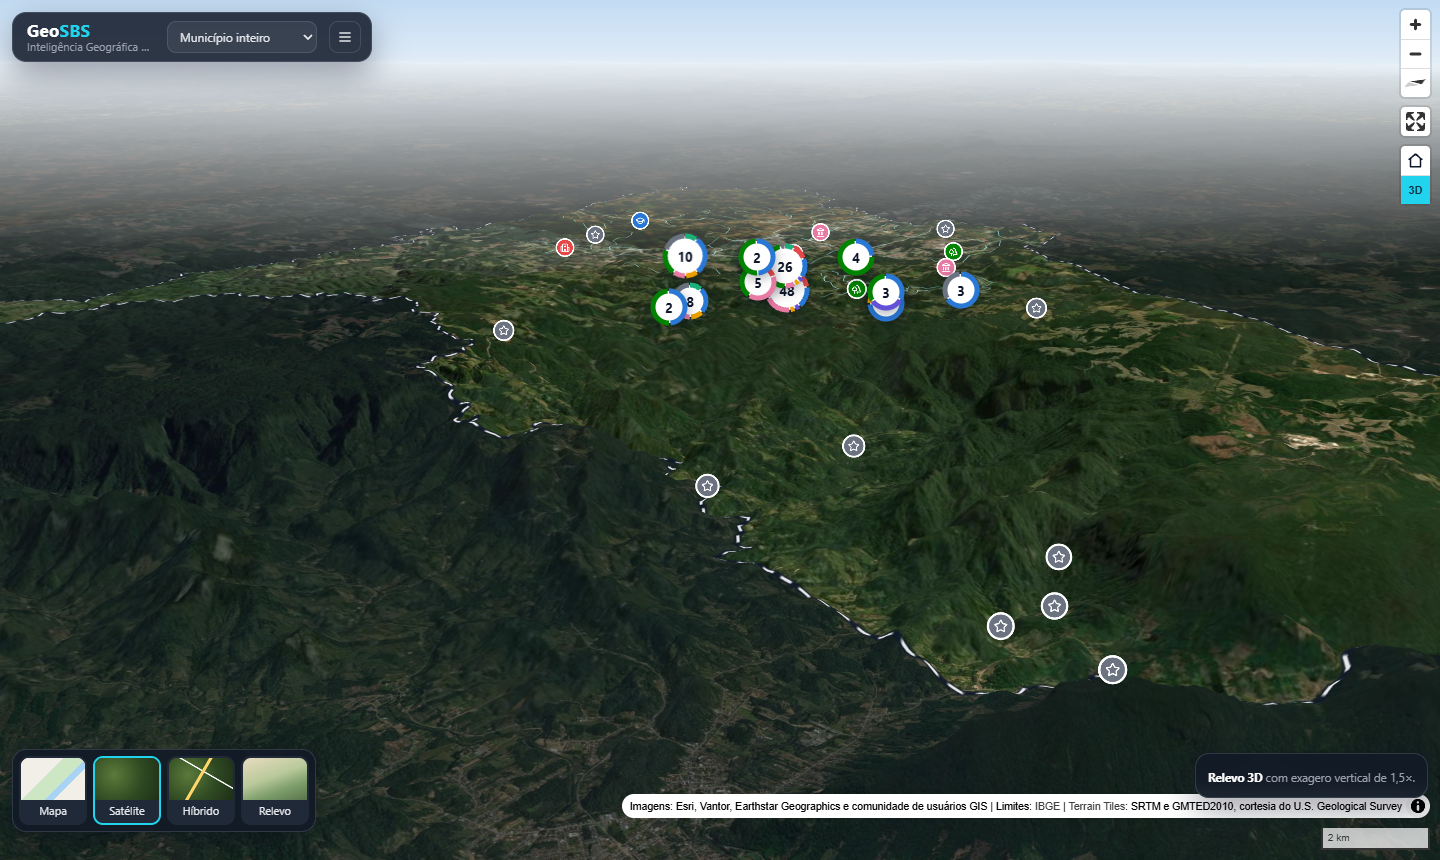 GeoSBS
Inteligência Geográfica ...
Município inteiro
3D
10
2
26
4
5
48
3
3
2
8
Mapa
Satélite
Híbrido
Relevo
Relevo 3D com exagero vertical de 1,5×.
Imagens: Esri, Vantor, Earthstar Geographics e comunidade de usuários GIS | Limites: IBGE | Terrain Tiles: SRTM e GMTED2010, cortesia do U.S. Geological Survey
2 km